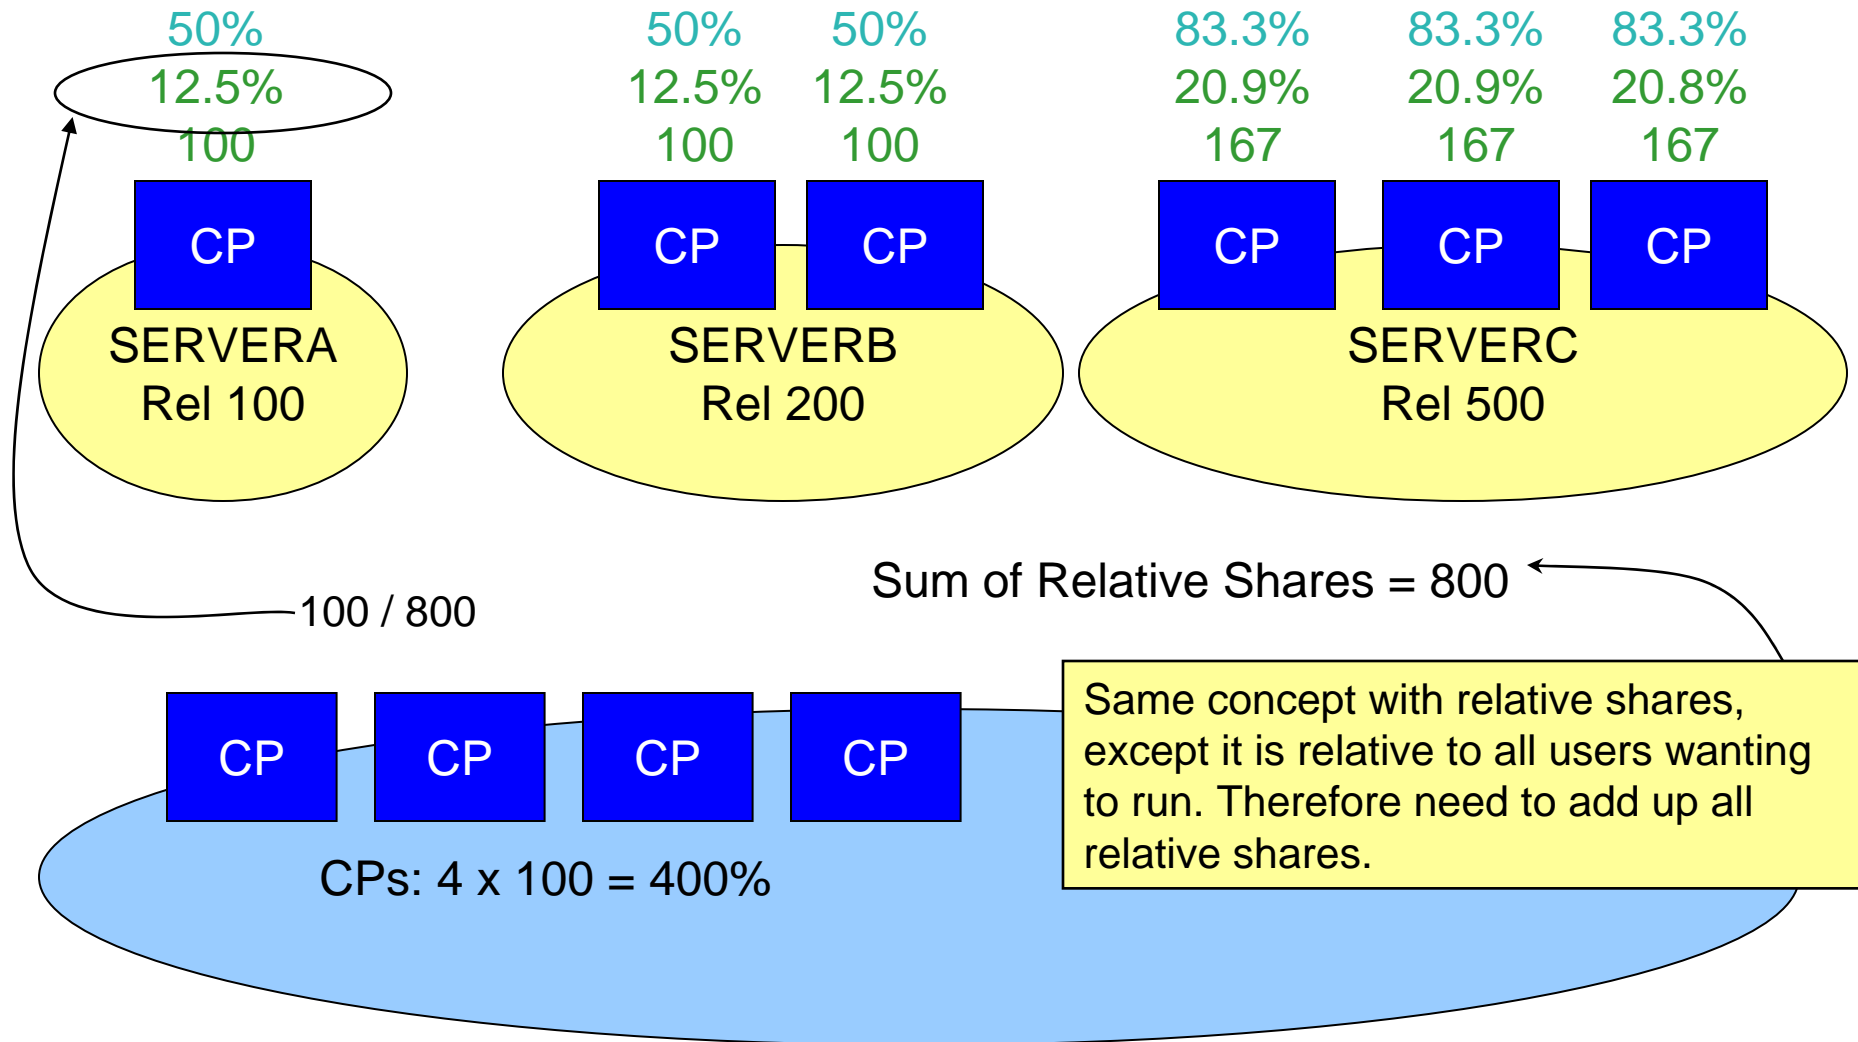 50% 50% 50% 83.3% 83.3% 83.3%
12.5% 12.5% 12.5% 20.9% 20.9% 20.8%
100 100 100 167 167 167
CP CP CP CP CP CP
SERVERA SERVERB SERVERC
Rel 100 Rel 200 Rel 500
Sum of Relative Shares = 800
100 / 800
CP CP CP CP
CPs: 4 x 100 = 400%
Same concept with relative shares,
except it is relative to all users wanting
to run. Therefore need to add up all
relative shares.